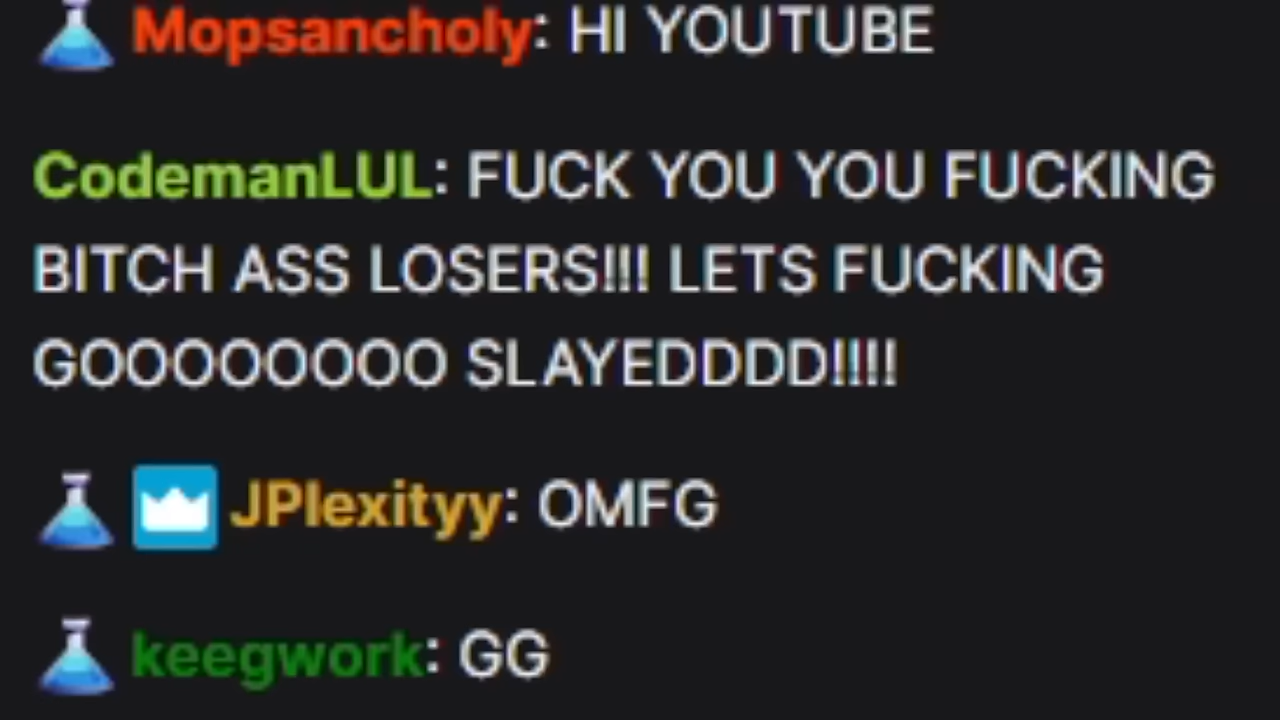 Mopsancholy: HI YOUTUBE
CodemanLUL: FUCK YOU YOU FUCKING
BITCH ASS LOSERS!!! LETS FUCKING
GOOOOOOOO SLAYEDDDD!!!!
JPlexityy: OMFG
keegwork: GG